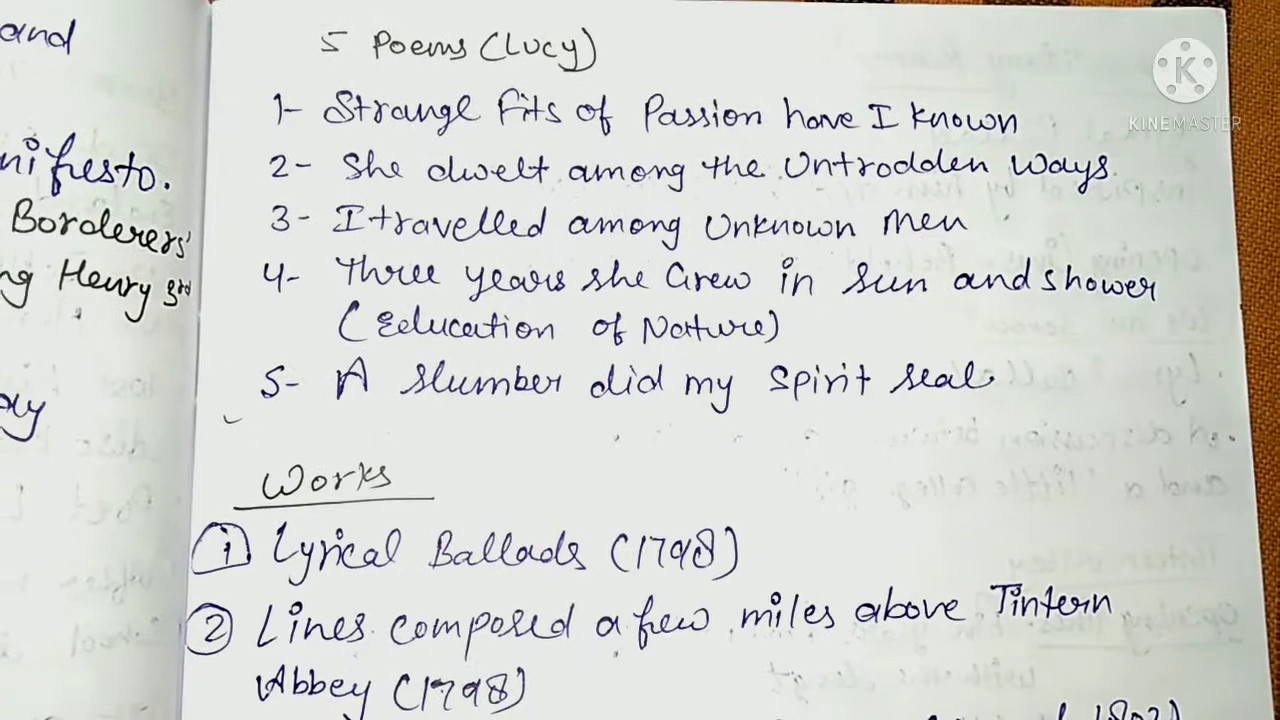 and
nifesto.
Borderers'
ng Henry 3rd
ay
5 Poems (Lucy)
1- Strange Fits of Passion have I known
2- She dwelt among the Untrodden ways.
3- I travelled among Unknown Men
4- Three years she Grew in Sun and Shower
(Education of Nature)
5- A slumber did my Spirit seal.
Works
1 Lyrical Ballads (1798)
2 Lines composed a few miles above Tintern
Abbey (1798)
K
KINEMASTER